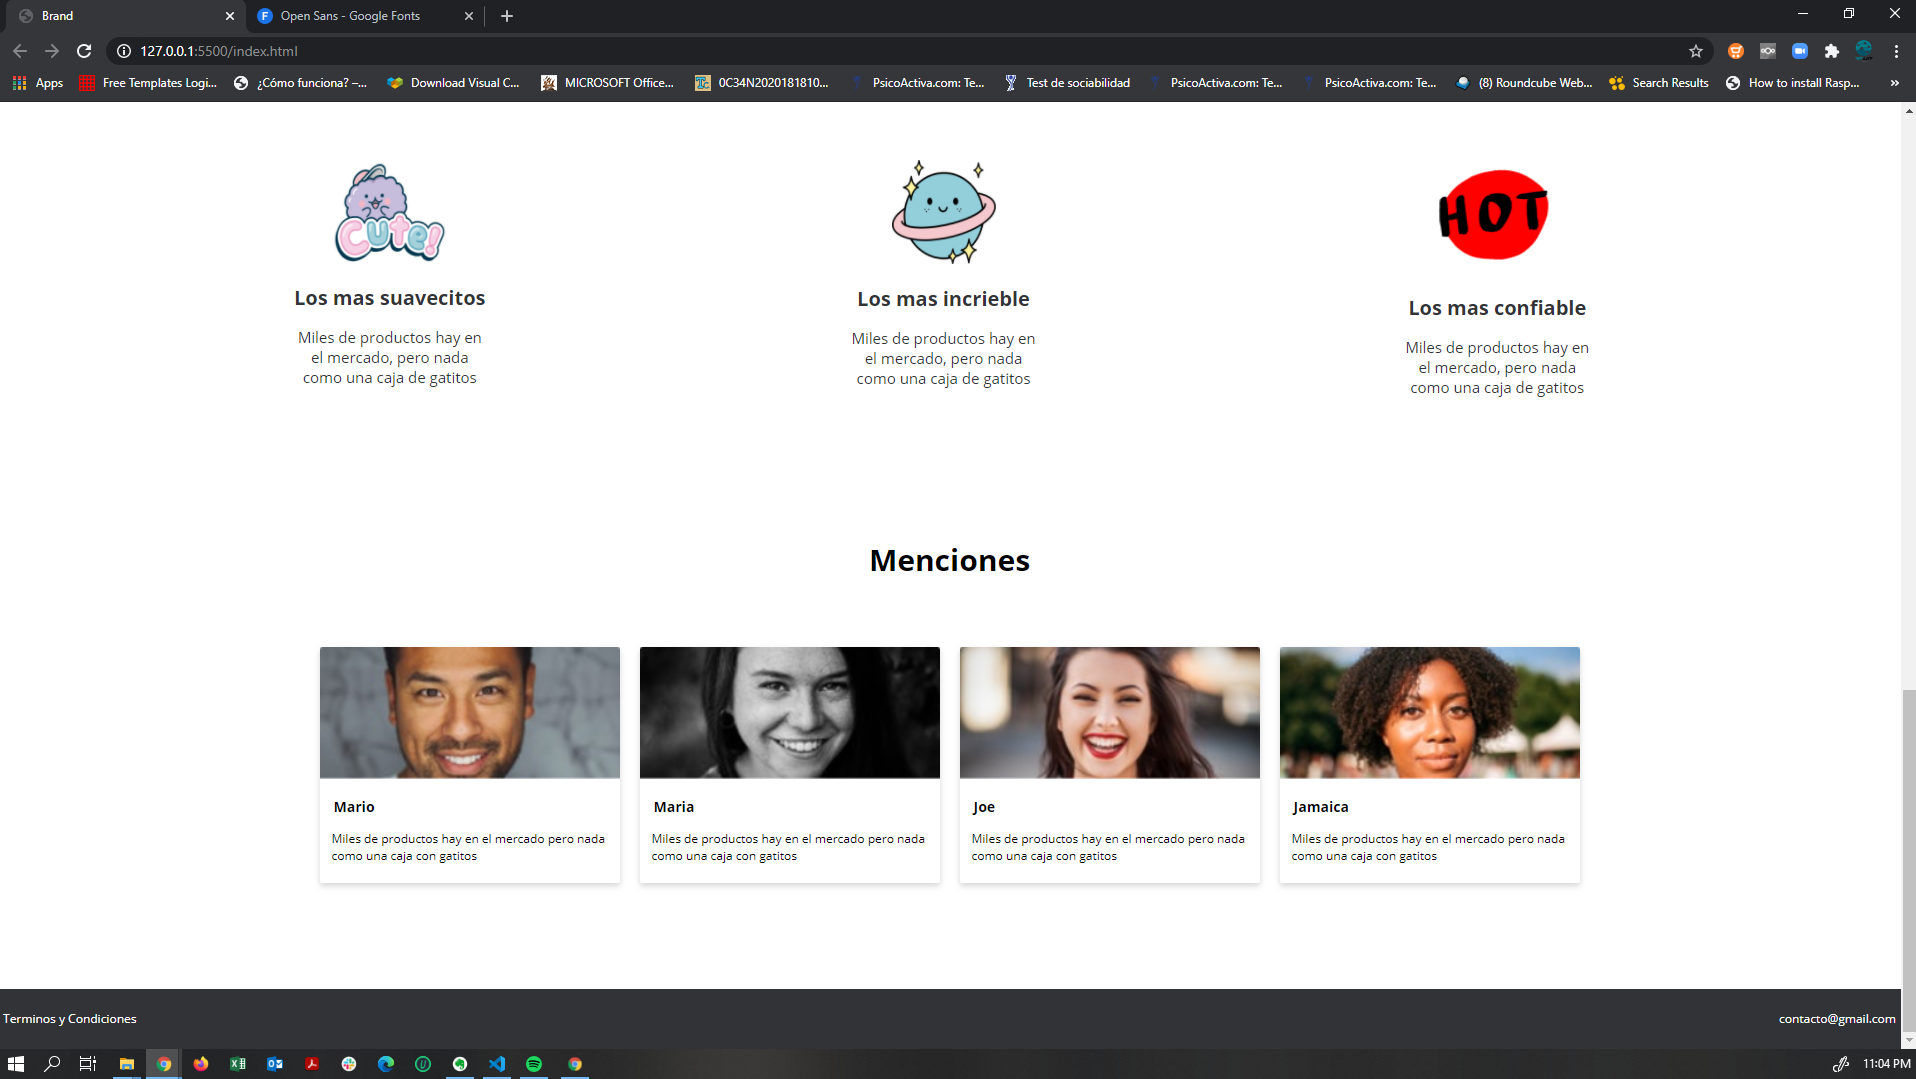 Brand
Open Sans - Google Fonts
127.0.0.1:5500/index.html
Apps
Free Templates Logi...
¿Cómo funciona? –...
Download Visual C...
MICROSOFT Office...
0C34N2020181810...
PsicoActiva.com: Te...
Test de sociabilidad
PsicoActiva.com: Te...
PsicoActiva.com: Te...
(8) Roundcube Web...
Search Results
How to install Rasp...
»
Cute!
HOT
Los mas suavecitos
Los mas incrieble
Los mas confiable
Miles de productos hay en
el mercado, pero nada
como una caja de gatitos
Miles de productos hay en
el mercado, pero nada
como una caja de gatitos
Miles de productos hay en
el mercado, pero nada
como una caja de gatitos
Menciones
Mario
Miles de productos hay en el mercado pero nada
como una caja con gatitos
Maria
Miles de productos hay en el mercado pero nada
como una caja con gatitos
Joe
Miles de productos hay en el mercado pero nada
como una caja con gatitos
Jamaica
Miles de productos hay en el mercado pero nada
como una caja con gatitos
Terminos y Condiciones
contacto@gmail.com
11:04 PM